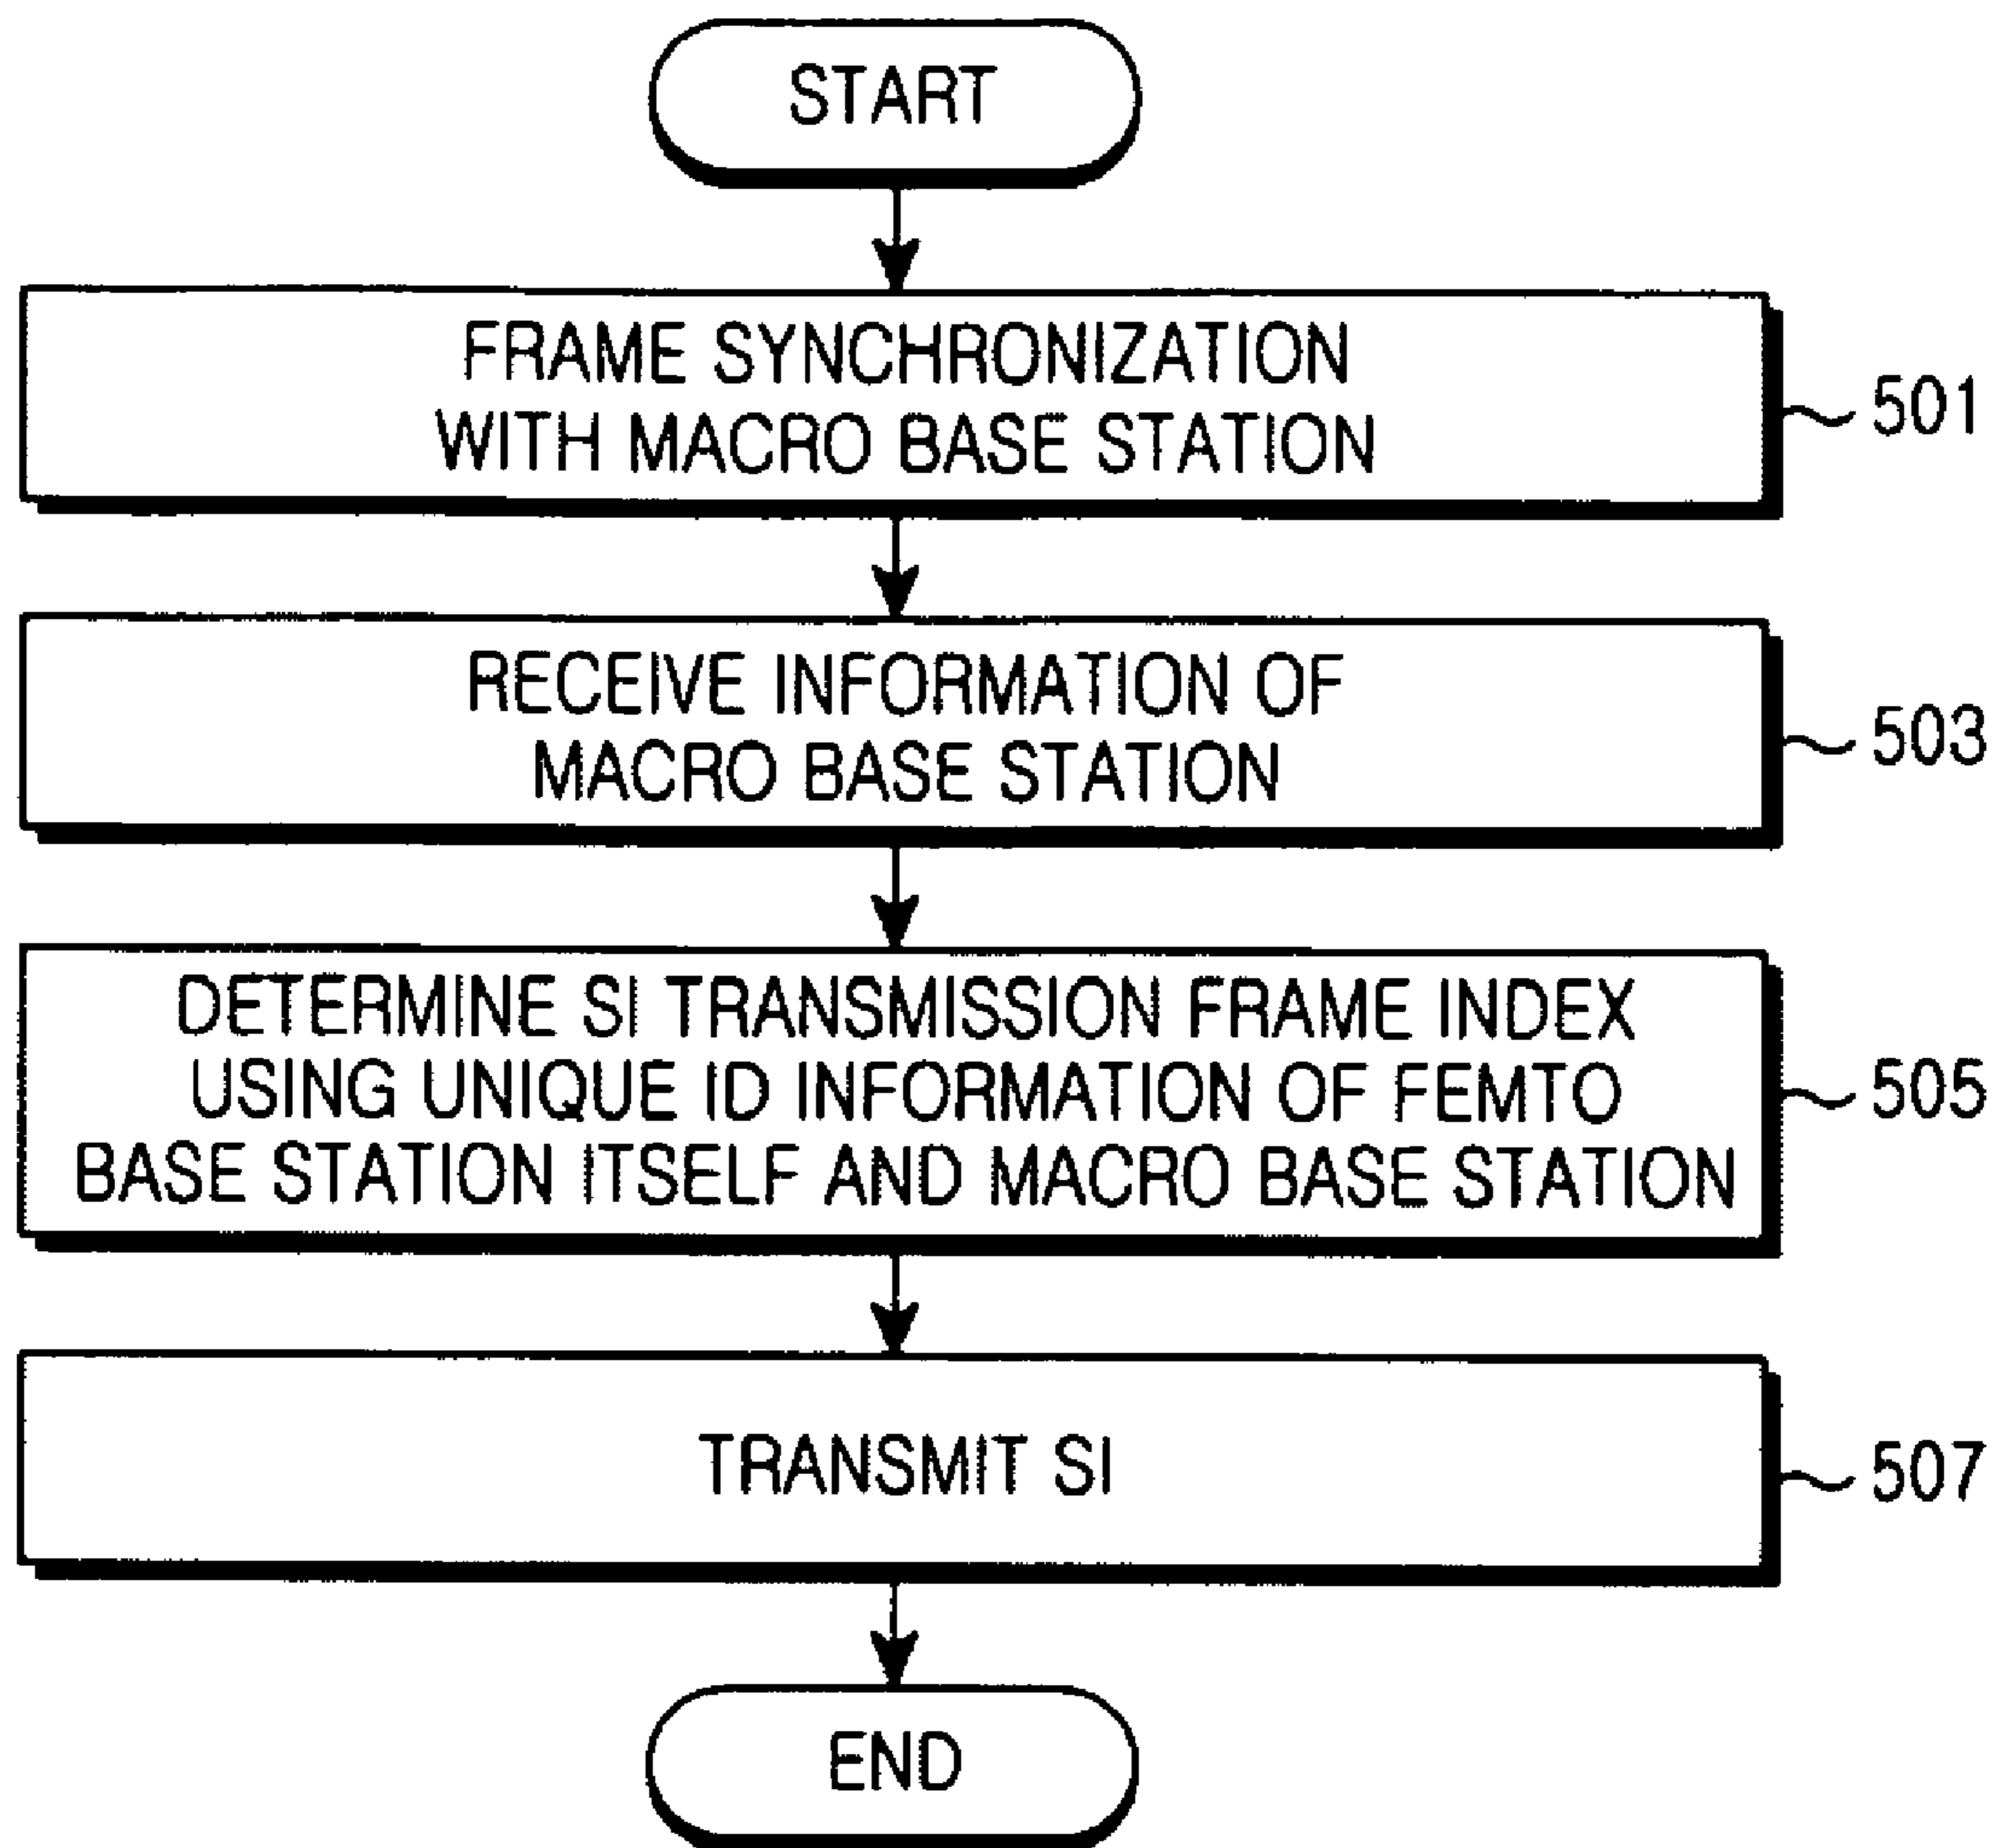 START
FRAME SYNCHRONIZATION
WITH MACRO BASE STATION
501
RECEIVE INFORMATION OF
MACRO BASE STATION
503
DETERMINE SI TRANSMISSION FRAME INDEX
USING UNIQUE ID INFORMATION OF FEMTO
BASE STATION ITSELF AND MACRO BASE STATION
505
TRANSMIT SI
507
END